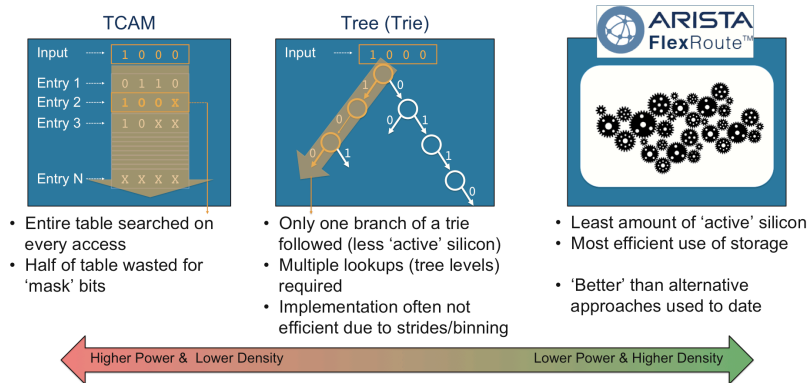 TCAM
Input
1 0 0 0
Entry 1
0 1 1 0
Entry 2
1 0 0 X
Entry 3
1 0 X X
Entry N
X X X X
• Entire table searched on
every access
• Half of table wasted for
‘mask’ bits
Tree (Trie)
Input
1 0 0 0
1
0
0
0
1
0
1
1
0
0
• Only one branch of a trie
followed (less ‘active’ silicon)
• Multiple lookups (tree levels)
required
• Implementation often not
efficient due to strides/binning
ARISTA
FlexRoute™
• Least amount of ‘active’ silicon
• Most efficient use of storage
• ‘Better’ than alternative
approaches used to date
Higher Power & Lower Density
Lower Power & Higher Density